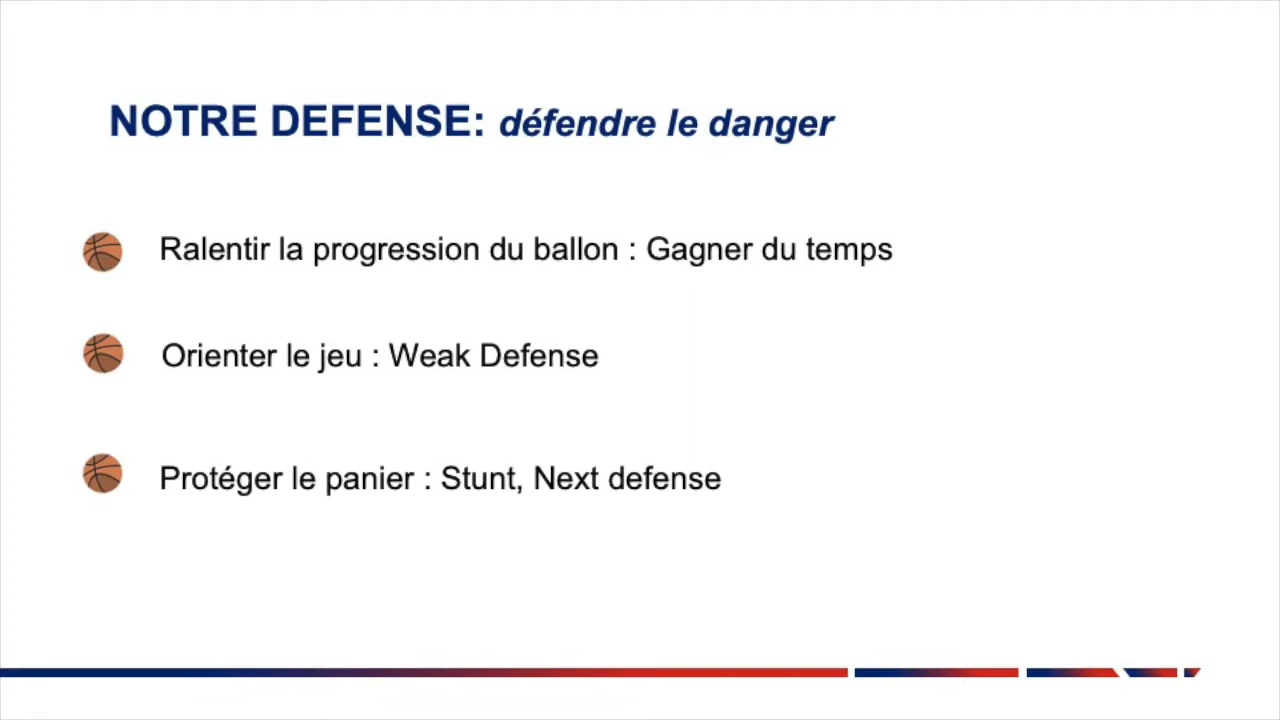 NOTRE DEFENSE: défendre le danger
Ralentir la progression du ballon : Gagner du temps
Orienter le jeu : Weak Defense
Protéger le panier : Stunt, Next defense